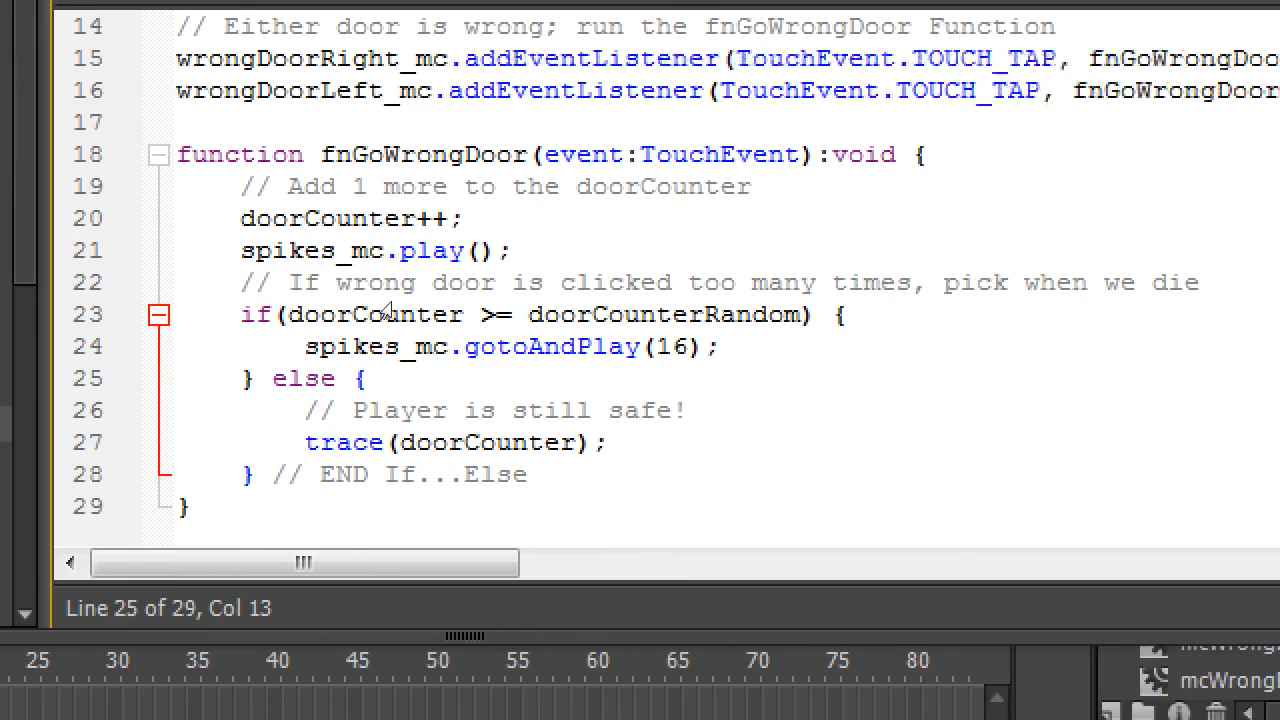 14 // Either door is wrong; run the fnGoWrongDoor Function
15 wrongDoorRight_mc.addEventListener(TouchEvent.TOUCH_TAP, fnGoWrongDoo
16 wrongDoorLeft_mc.addEventListener(TouchEvent.TOUCH_TAP, fnGoWrongDoor
17
18 function fnGoWrongDoor(event:TouchEvent):void {
19 // Add 1 more to the doorCounter
20 doorCounter++;
21 spikes_mc.play();
22 // If wrong door is clicked too many times, pick when we die
23 if(doorCounter >= doorCounterRandom) {
24 spikes_mc.gotoAndPlay(16);
25 } else {
26 // Player is still safe!
27 trace(doorCounter);
28 } // END If...Else
29 }
Line 25 of 29, Col 13
25 30 35 40 45 50 55 60 65 70 75 80
mcWrong